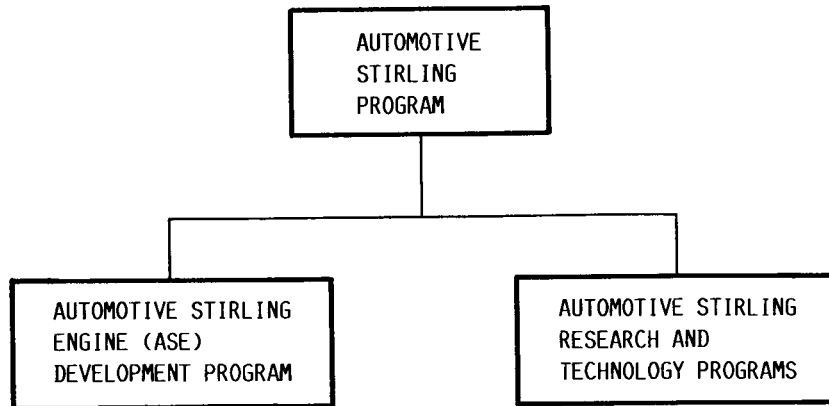 AUTOMOTIVE
STIRLING
PROGRAM
AUTOMOTIVE STIRLING
ENGINE (ASE)
DEVELOPMENT PROGRAM
AUTOMOTIVE STIRLING
RESEARCH AND
TECHNOLOGY PROGRAMS